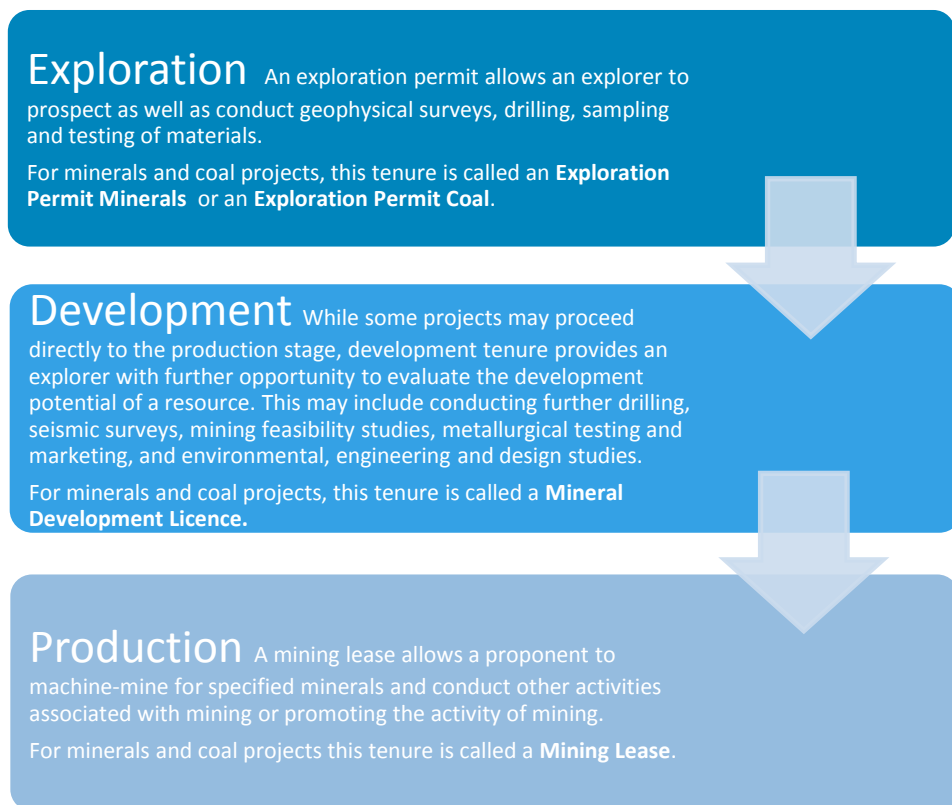 Exploration An exploration permit allows an explorer to
prospect as well as conduct geophysical surveys, drilling, sampling
and testing of materials.
For minerals and coal projects, this tenure is called an Exploration
Permit Minerals or an Exploration Permit Coal.
Development While some projects may proceed
directly to the production stage, development tenure provides an
explorer with further opportunity to evaluate the development
potential of a resource. This may include conducting further drilling,
seismic surveys, mining feasibility studies, metallurgical testing and
marketing, and environmental, engineering and design studies.
For minerals and coal projects, this tenure is called a Mineral
Development Licence.
Production A mining lease allows a proponent to
machine-mine for specified minerals and conduct other activities
associated with mining or promoting the activity of mining.
For minerals and coal projects this tenure is called a Mining Lease.